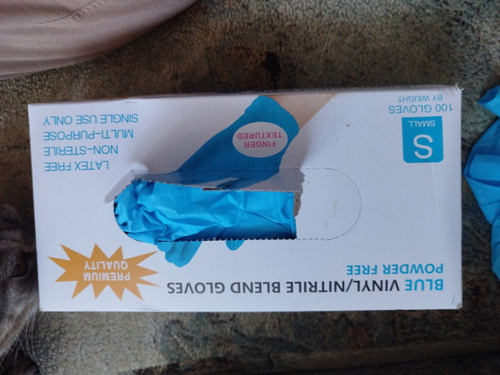 BLUE VINYL/NITRILE BLEND GLOVES
POWDER FREE
PREMIUM
QUALITY
FINGER
TEXTURED
S
SMALL
100 GLOVES
BY WEIGHT
LATEX FREE
NON-STERILE
MULTI-PURPOSE
SINGLE USE ONLY